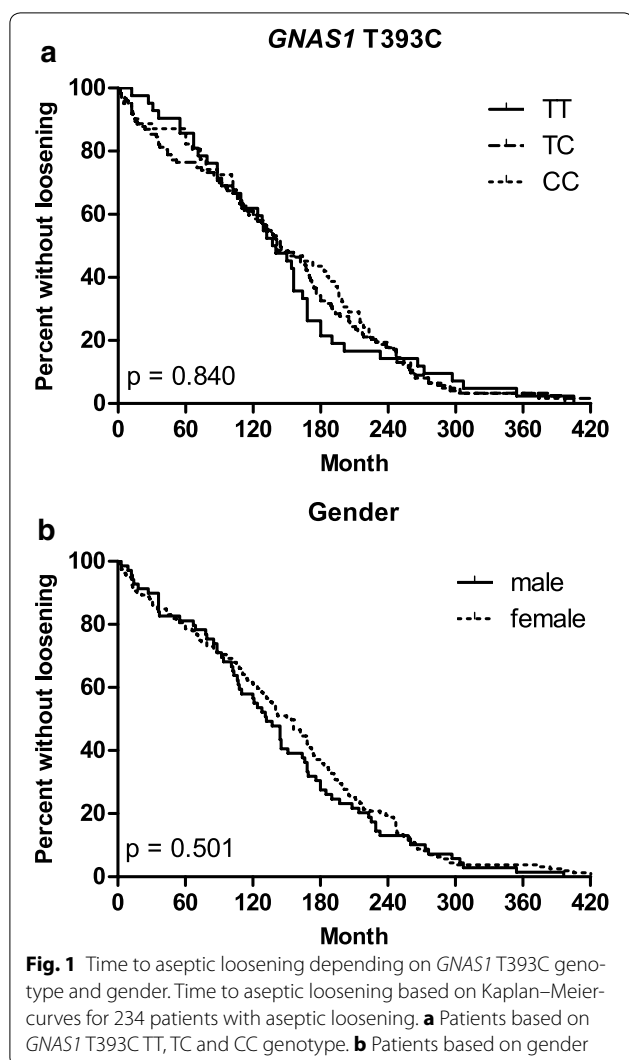 GNAS1 T393C
a
100
80
60
40
20
0
Percent without loosening
TT
TC
CC
p = 0.840
0 60 120 180 240 300 360 420
Month
Gender
b
100
80
60
40
20
0
Percent without loosening
male
female
p = 0.501
0 60 120 180 240 300 360 420
Month
Fig. 1 Time to aseptic loosening depending on GNAS1 T393C geno-
type and gender. Time to aseptic loosening based on Kaplan–Meier-
curves for 234 patients with aseptic loosening. a Patients based on
GNAS1 T393C TT, TC and CC genotype. b Patients based on gender